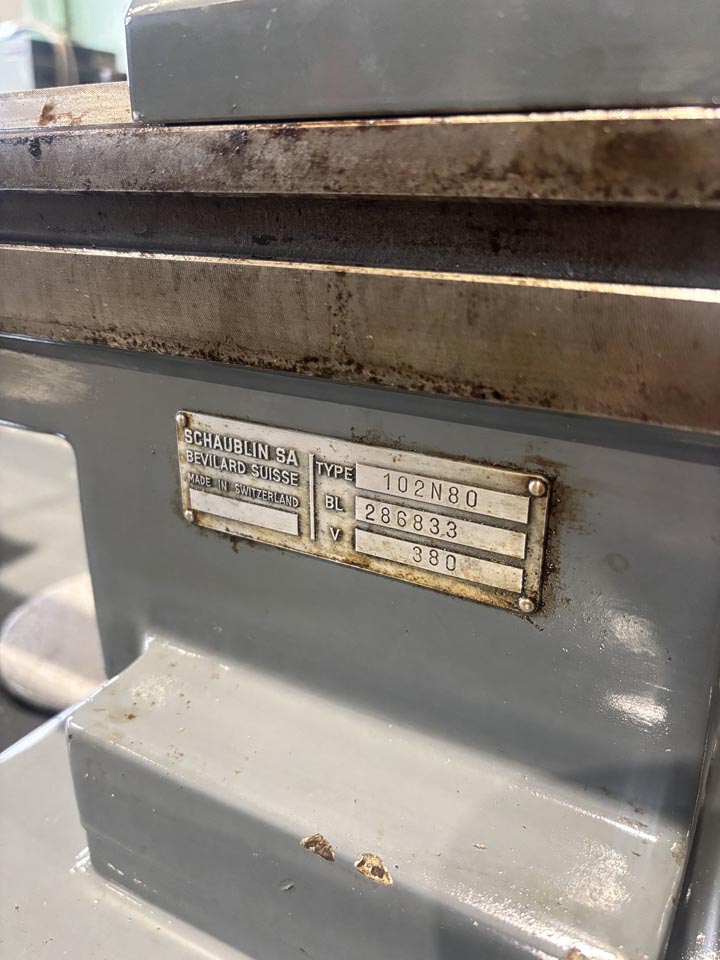 SCHAUBLIN SA
BEVILARD SUISSE
MADE IN SWITZERLAND
TYPE 102N80
BL 286833
V 380